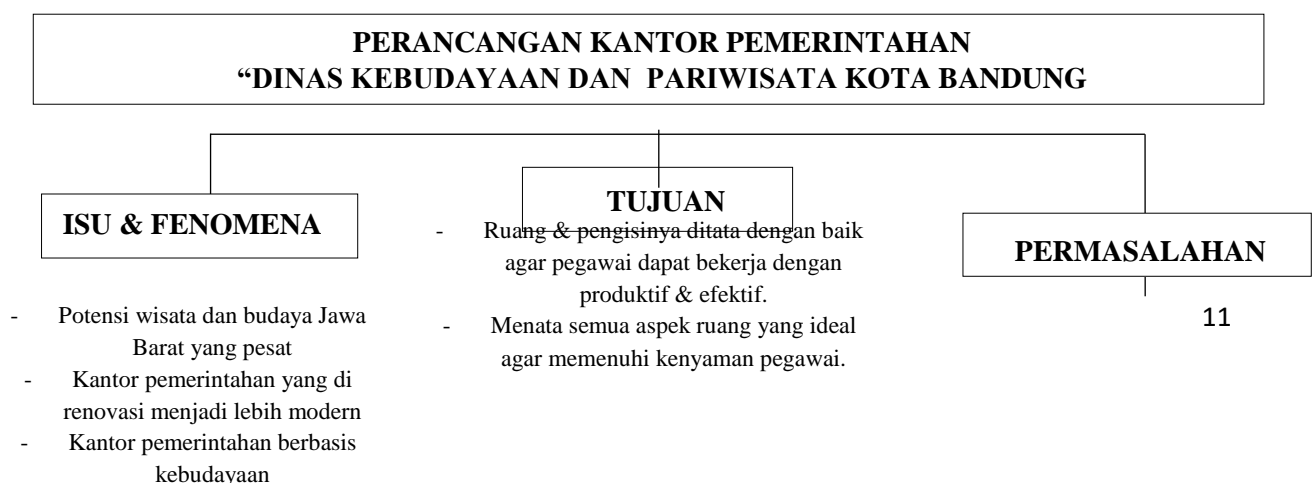 PERANCANGAN KANTOR PEMERINTAHAN
“DINAS KEBUDAYAAN DAN PARIWISATA KOTA BANDUNG
ISU & FENOMENA
- Potensi wisata dan budaya Jawa
Barat yang pesat
- Kantor pemerintahan yang di
renovasi menjadi lebih modern
- Kantor pemerintahan berbasis
kebudayaan
TUJUAN
- Ruang & pengisinya ditata dengan baik
agar pegawai dapat bekerja dengan
produktif & efektif.
- Menata semua aspek ruang yang ideal
agar memenuhi kenyaman pegawai.
PERMASALAHAN
11